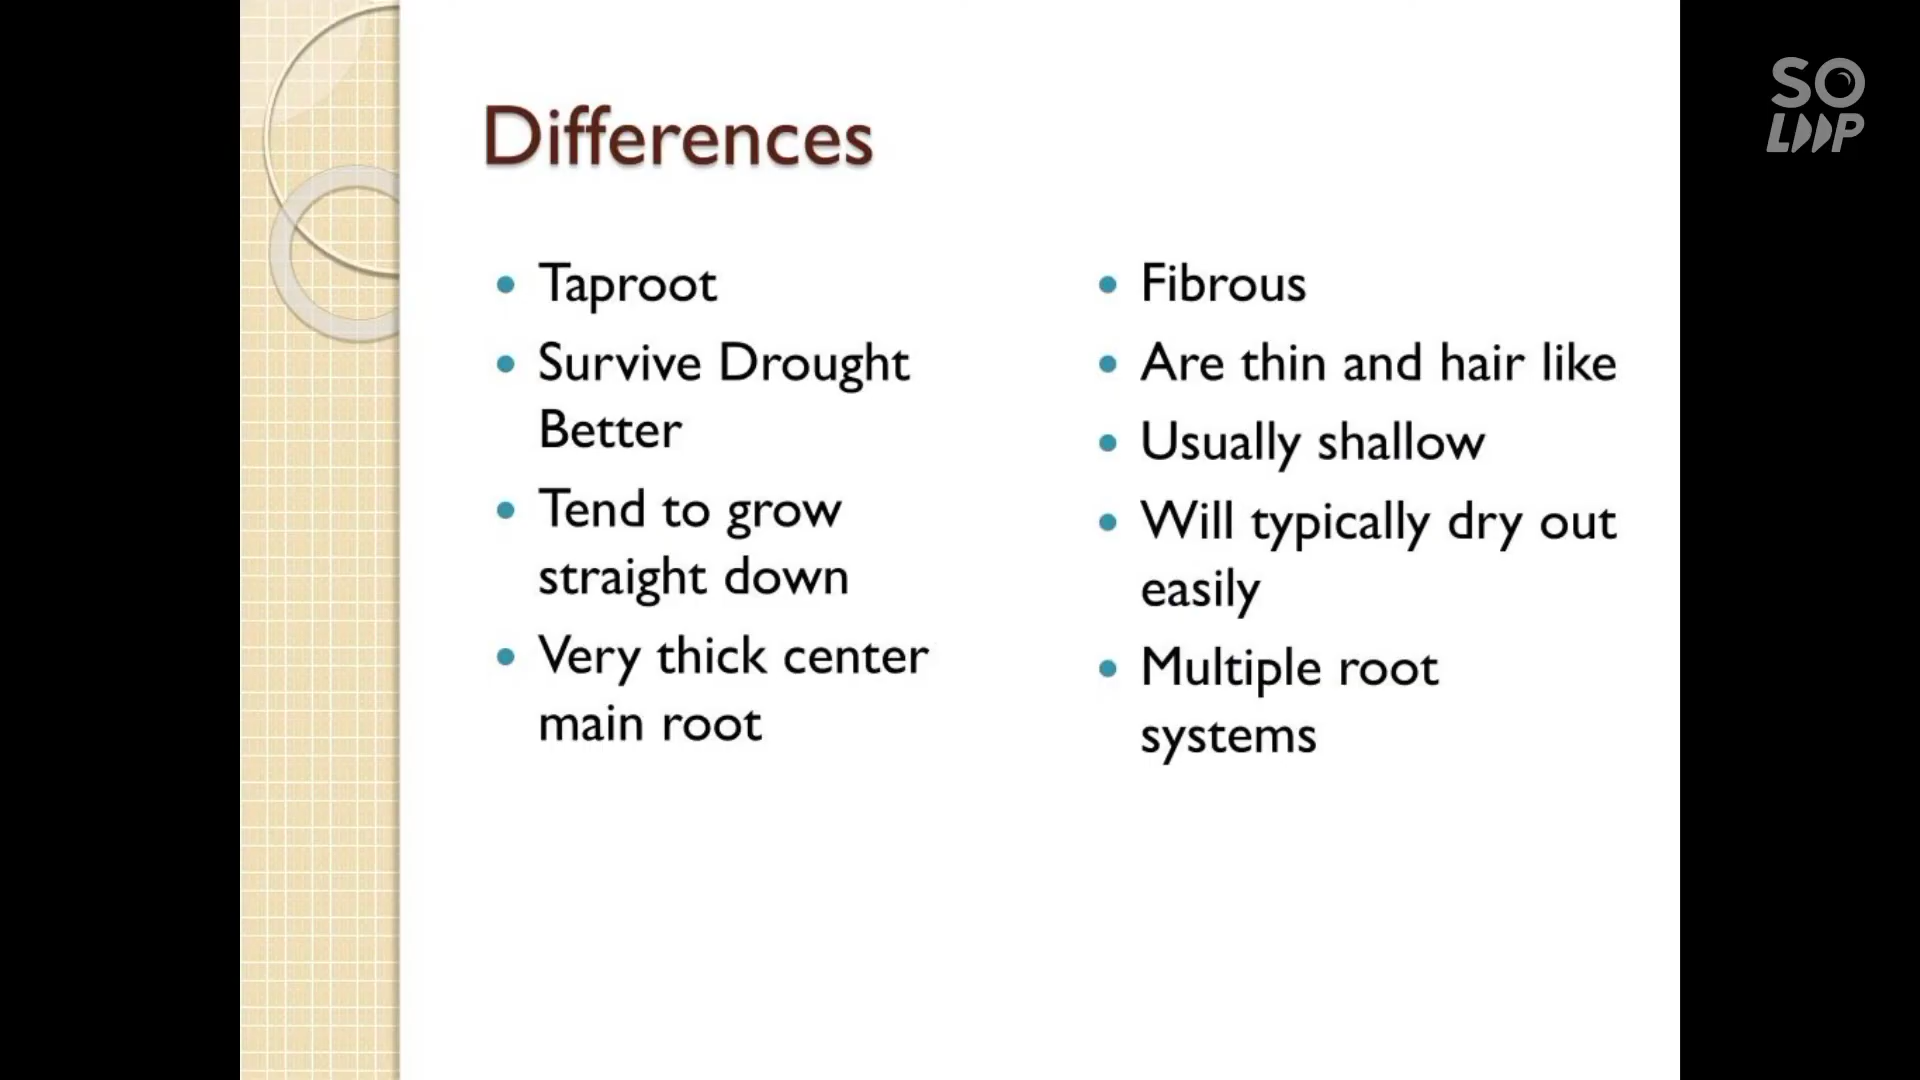 Differences
Taproot
Survive Drought
Better
Tend to grow
straight down
Very thick center
main root
Fibrous
Are thin and hair like
Usually shallow
Will typically dry out
easily
Multiple root
systems
SO
LOOP